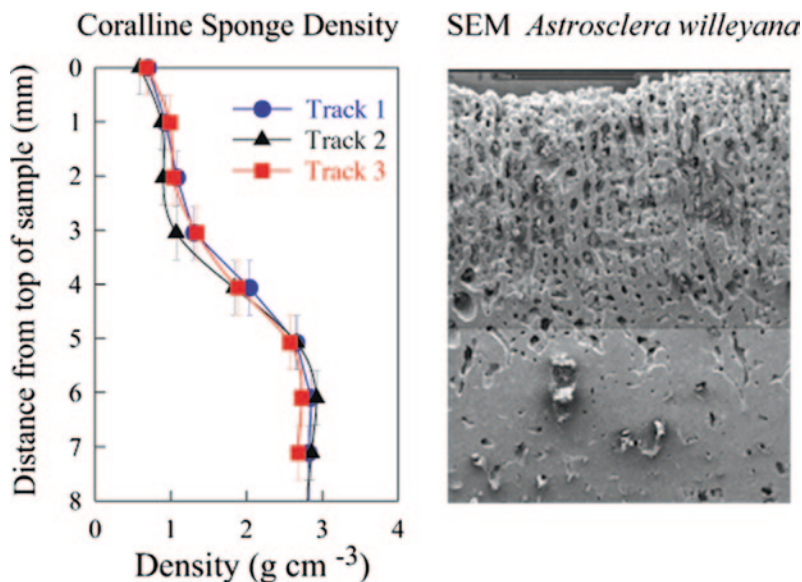 Coralline Sponge Density
SEM Astrosclera willeyana
Distance from top of sample (mm)
0
1
2
3
4
5
6
7
8
Track 1
Track 2
Track 3
0 1 2 3 4
Density (g cm -3)